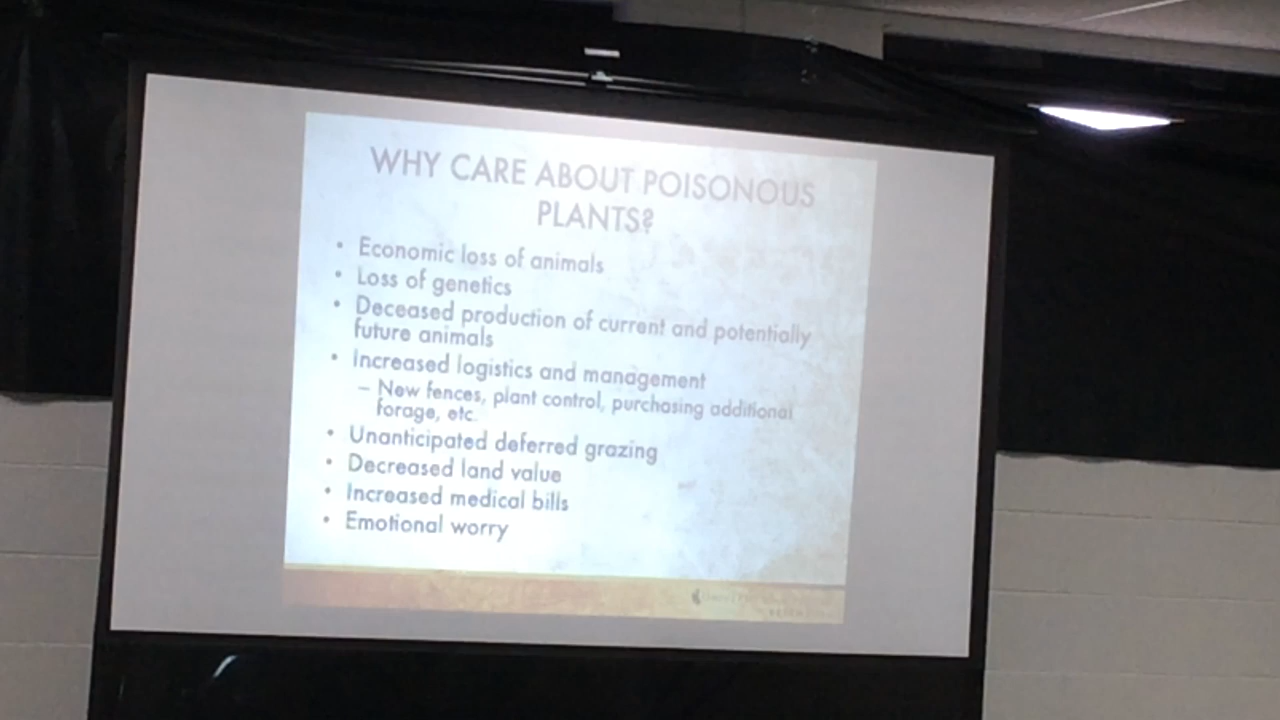 WHY CARE ABOUT POISONOUS
PLANTS?
• Economic loss of animals
• Loss of genetics
• Deceased production of current and potentially
future animals
• Increased logistics and management
– New fences, plant control, purchasing additional
forage, etc.
• Unanticipated deferred grazing
• Decreased land value
• Increased medical bills
• Emotional worry